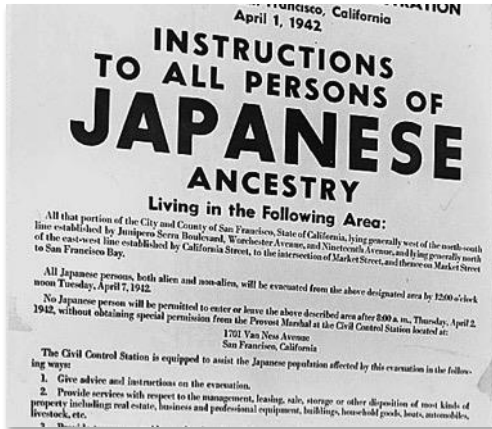 Francisco, California
April 1, 1942
INSTRUCTIONS
TO ALL PERSONS OF
JAPANESE
ANCESTRY
Living in the Following Area:
All that portion of the City and County of San Francisco, State of California, lying generally west of the north-south
line established by Junipero Serra Boulevard, Worchester Avenue, and Nineteenth Avenue, and lying generally north
of the east-west line established by California Street, to the intersection of Market Street, and thence on Market Street
to San Francisco Bay.
All Japanese persons, both alien and non-alien, will be evacuated from the above designated area by 12:00 o'clock
noon Tuesday, April 7, 1942.
No Japanese person will be permitted to enter or leave the above described area after 8:00 a. m., Thursday, April 2,
1942, without obtaining special permission from the Provost Marshal at the Civil Control Station located at:
1701 Van Ness Avenue
San Francisco, California
The Civil Control Station is equipped to assist the Japanese population affected by this evacuation in the follow-
ing ways:
1. Give advice and instructions on the evacuation.
2. Provide services with respect to the management, leasing, sale, storage or other disposition of most kinds of
property including: real estate, business and professional equipment, buildings, household goods, boats, automobiles,
livestock, etc.